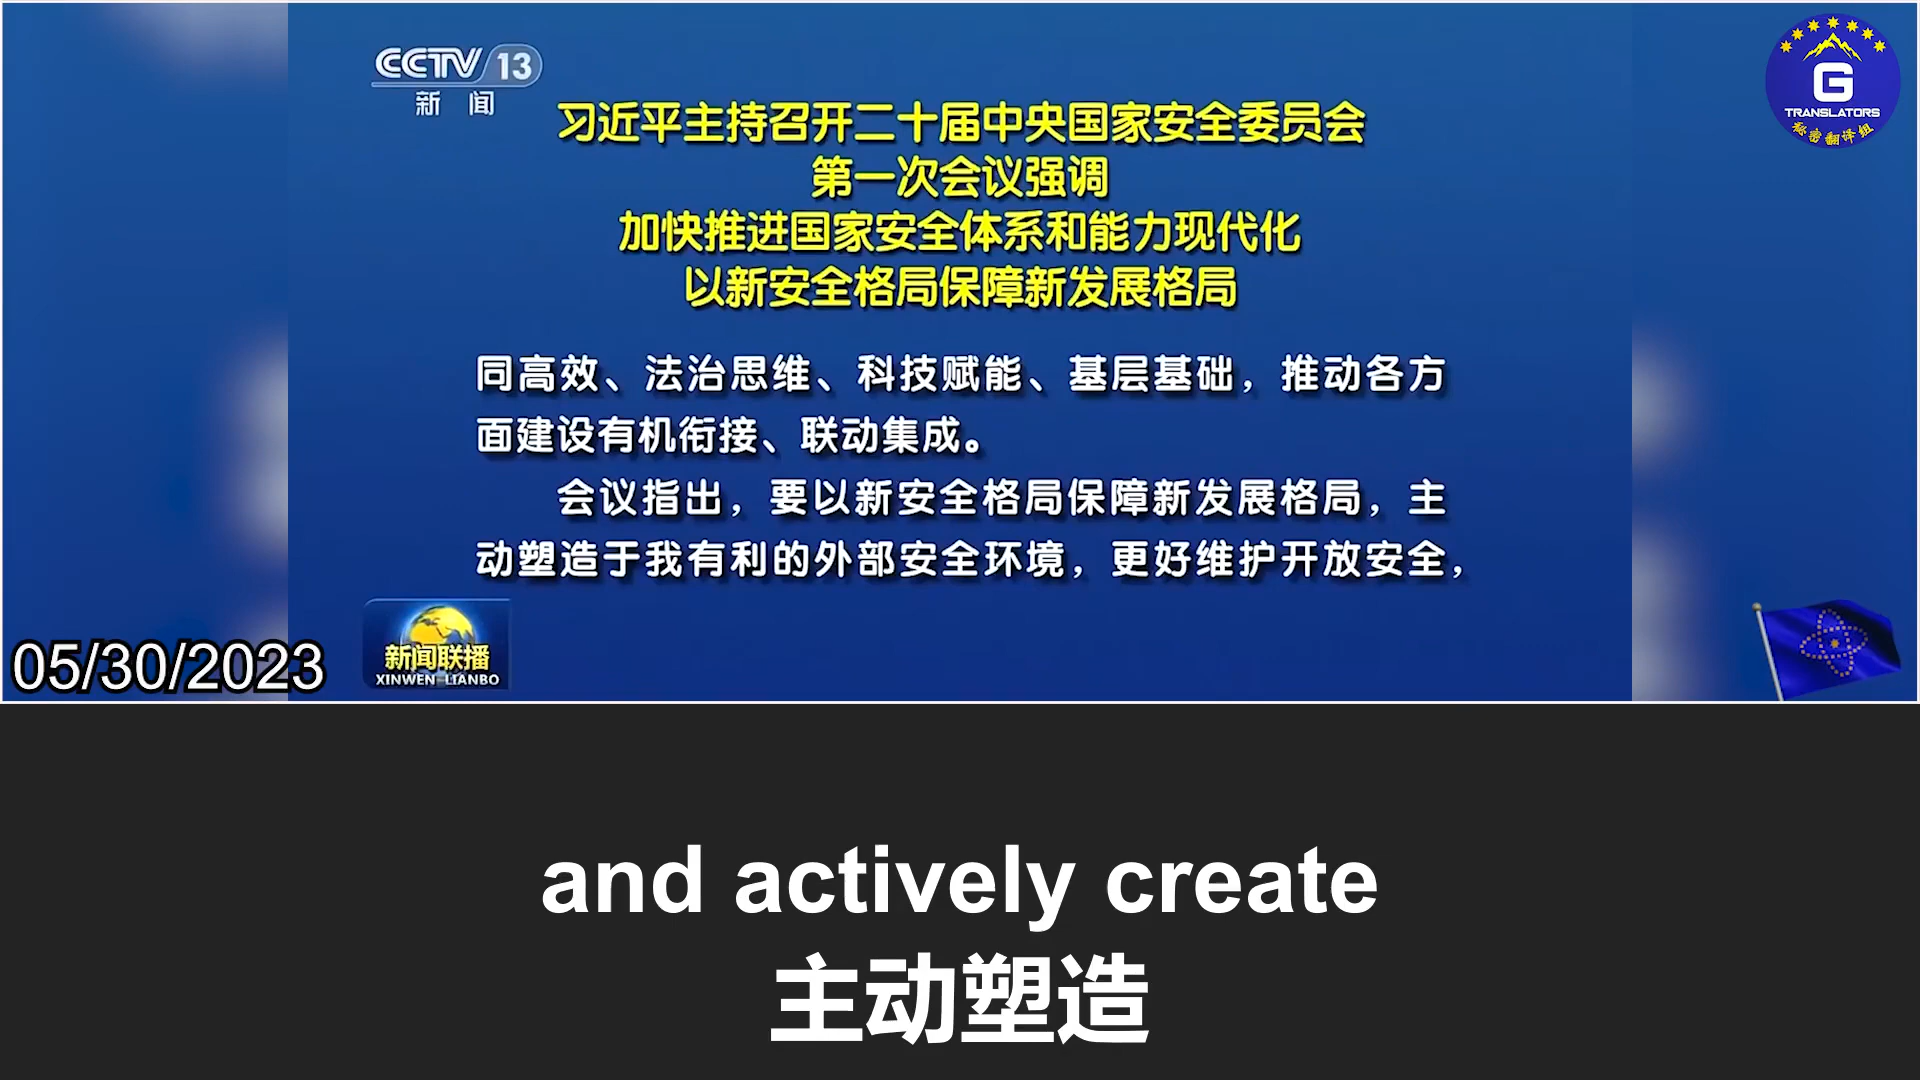 CCTV 13
新 闻
G
TRANSLATORS
秘密翻译组
习近平主持召开二十届中央国家安全委员会
第一次会议强调
加快推进国家安全体系和能力现代化
以新安全格局保障新发展格局
同高效、法治思维、科技赋能、基层基础，推动各方
面建设有机衔接、联动集成。
会议指出，要以新安全格局保障新发展格局，主
动塑造于我有利的外部安全环境，更好维护开放安全，
05/30/2023
新闻联播
XINWEN LIANBO
and actively create
主动塑造